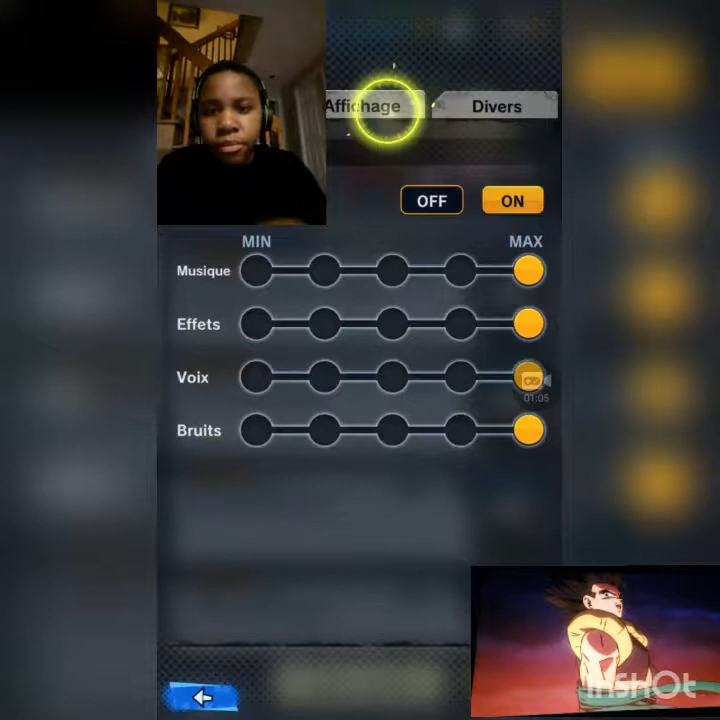 Affichage
Divers
OFF
ON
MIN
MAX
Musique
Effets
Voix
01:05
Bruits
InShOt